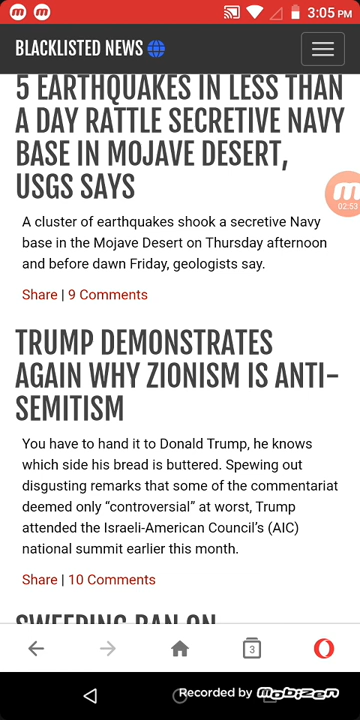 3:05 PM
BLACKLISTED NEWS
5 EARTHQUAKES IN LESS THAN
A DAY RATTLE SECRETIVE NAVY
BASE IN MOJAVE DESERT,
USGS SAYS
02:53
A cluster of earthquakes shook a secretive Navy
base in the Mojave Desert on Thursday afternoon
and before dawn Friday, geologists say.
Share | 9 Comments
TRUMP DEMONSTRATES
AGAIN WHY ZIONISM IS ANTI-
SEMITISM
You have to hand it to Donald Trump, he knows
which side his bread is buttered. Spewing out
disgusting remarks that some of the commentariat
deemed only “controversial” at worst, Trump
attended the Israeli-American Council’s (AIC)
national summit earlier this month.
Share | 10 Comments
SWEEPING BAN ON
3
Recorded by mobizen